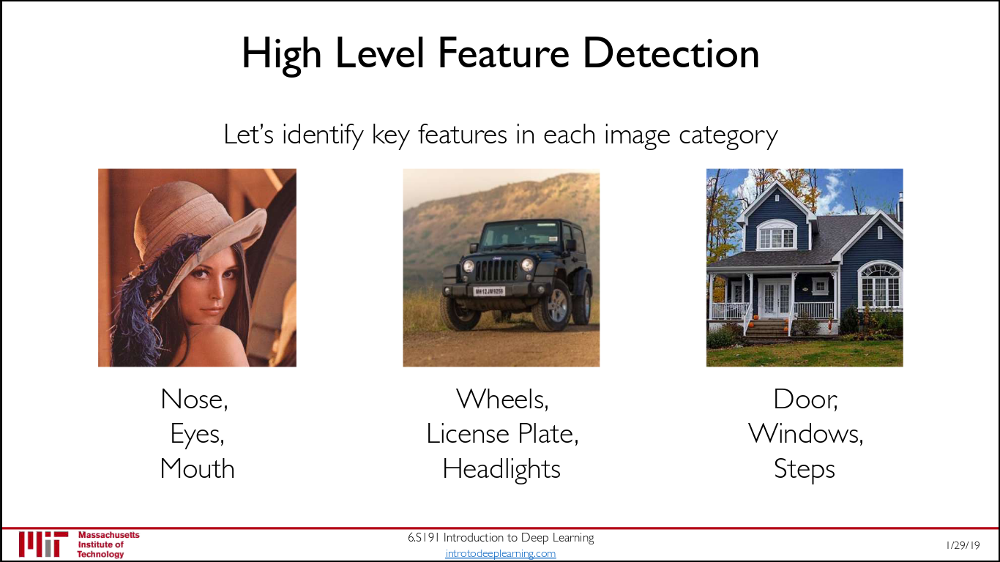 High Level Feature Detection
Let's identify key features in each image category
Nose,
Eyes,
Mouth
Wheels,
License Plate,
Headlights
Door,
Windows,
Steps
Massachusetts
Institute of
Technology
6.S191 Introduction to Deep Learning
introtodeeplearning.com
1/29/19